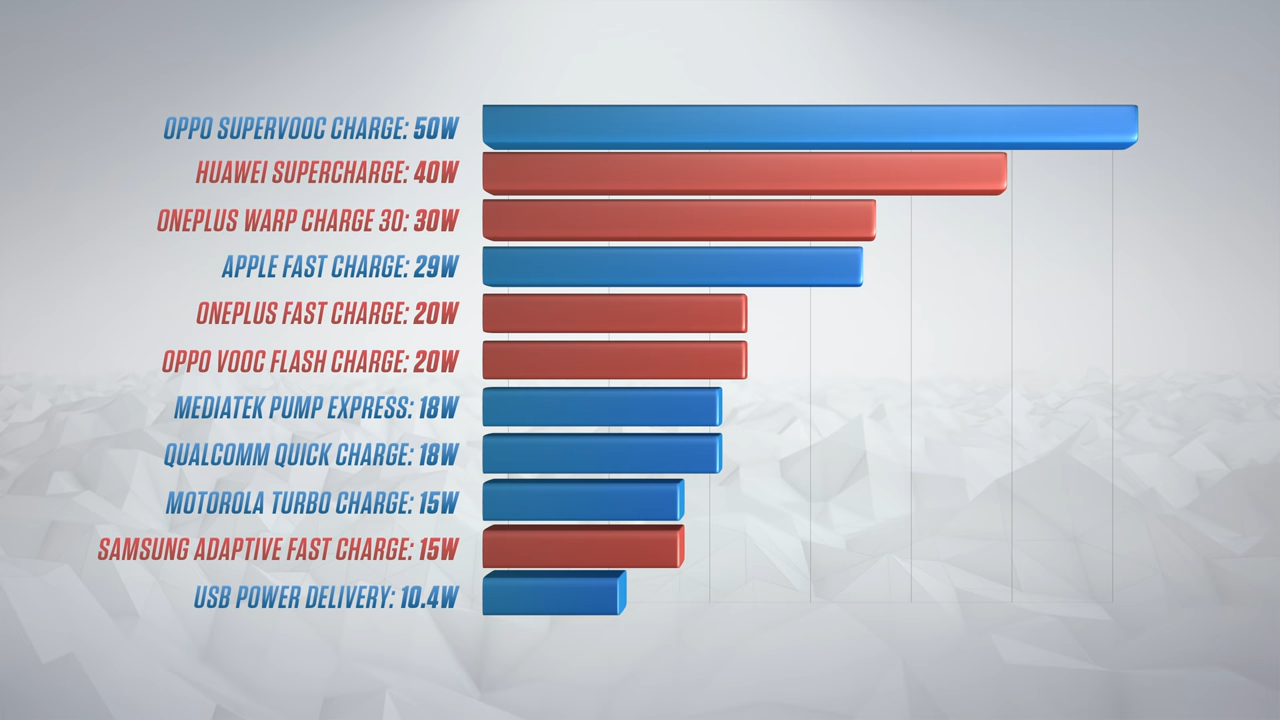 OPPO SUPERVOOC CHARGE: 50W
HUAWEI SUPERCHARGE: 40W
ONEPLUS WARP CHARGE 30: 30W
APPLE FAST CHARGE: 29W
ONEPLUS FAST CHARGE: 20W
OPPO VOOC FLASH CHARGE: 20W
MEDIATEK PUMP EXPRESS: 18W
QUALCOMM QUICK CHARGE: 18W
MOTOROLA TURBO CHARGE: 15W
SAMSUNG ADAPTIVE FAST CHARGE: 15W
USB POWER DELIVERY: 10.4W